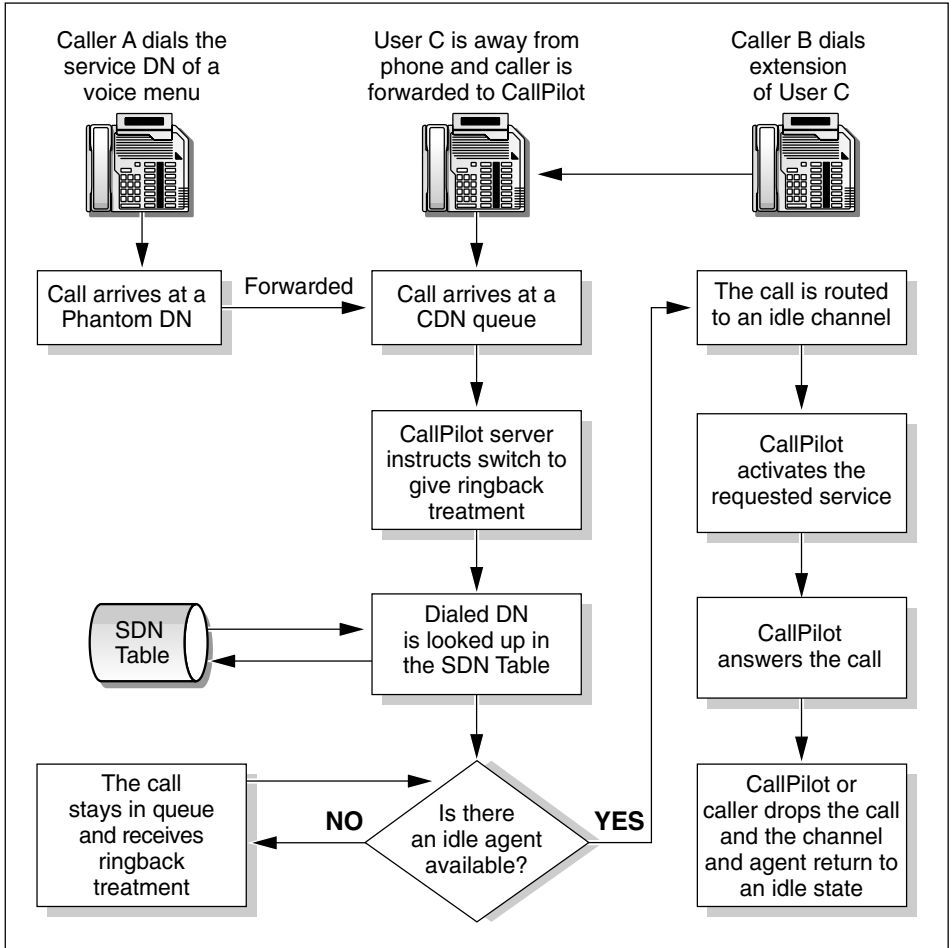 Caller A dials the
service DN of a
voice menu
User C is away from
phone and caller is
forwarded to CallPilot
Caller B dials
extension
of User C
Call arrives at a
Phantom DN
Forwarded
Call arrives at a
CDN queue
The call is routed
to an idle channel
CallPilot server
instructs switch to
give ringback
treatment
CallPilot
activates the
requested service
SDN
Table
Dialed DN
is looked up in
the SDN Table
CallPilot
answers the call
The call
stays in queue
and receives
ringback
treatment
NO
Is there
an idle agent
available?
YES
CallPilot or
caller drops the call
and the channel
and agent return to
an idle state